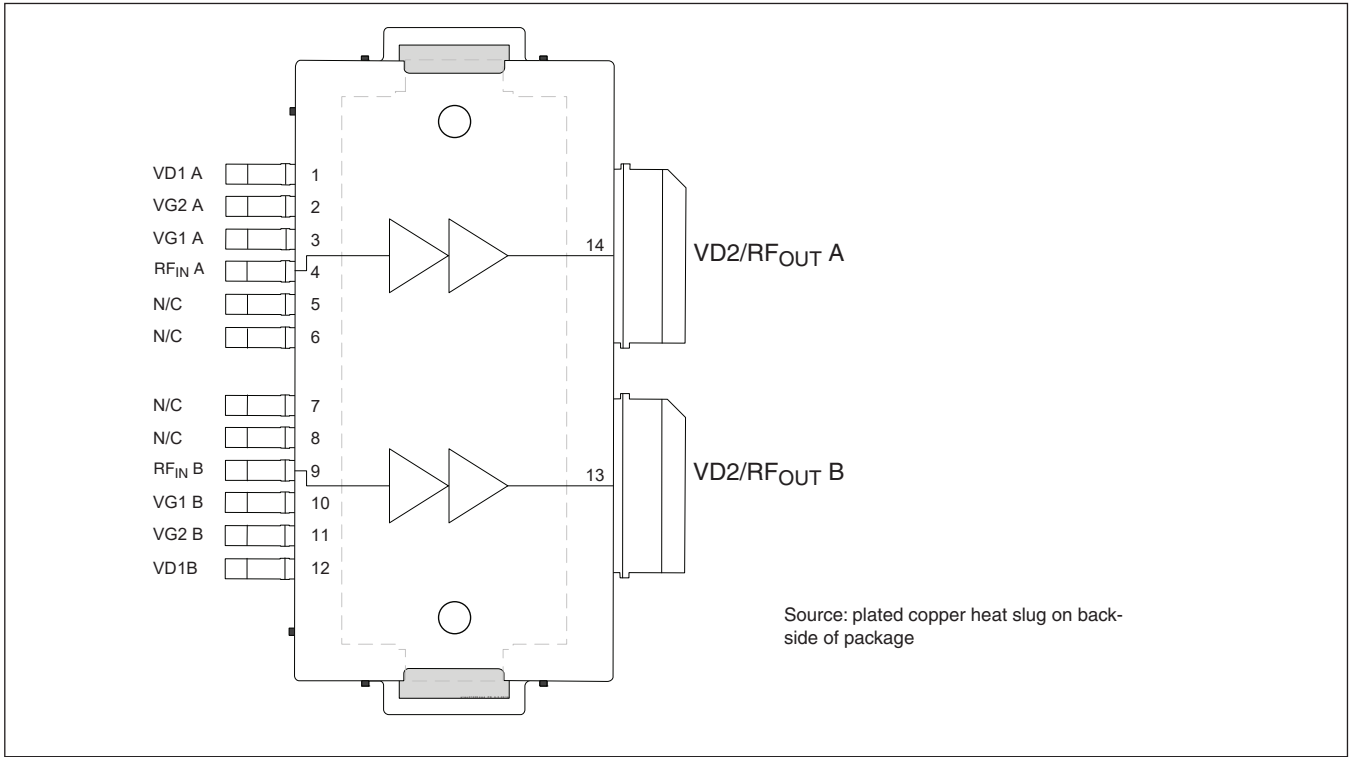 VD1 A 1
VG2 A 2
VG1 A 3
RFIN A 4
14 VD2/RFOUT A
N/C 5
N/C 6
N/C 7
N/C 8
RFIN B 9
13 VD2/RFOUT B
VG1 B 10
VG2 B 11
VD1B 12
Source: plated copper heat slug on back-
side of package